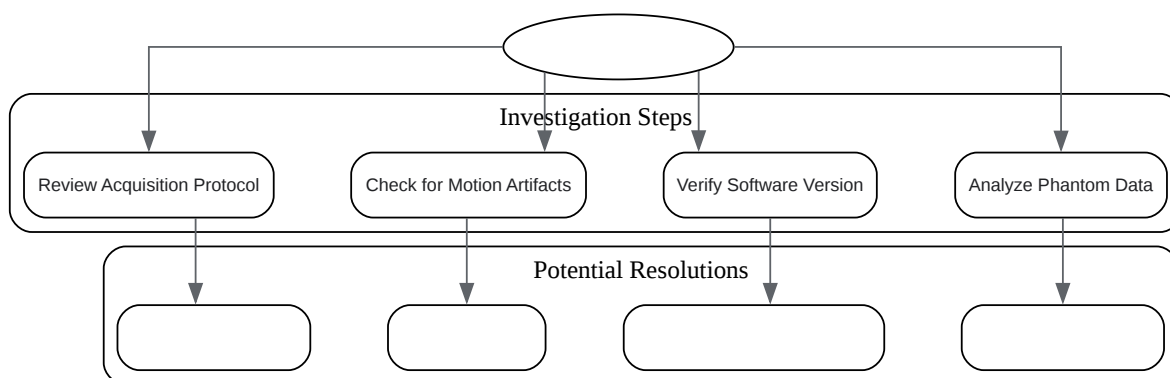 Investigation Steps
Review Acquisition Protocol
Check for Motion Artifacts
Verify Software Version
Analyze Phantom Data
Potential Resolutions